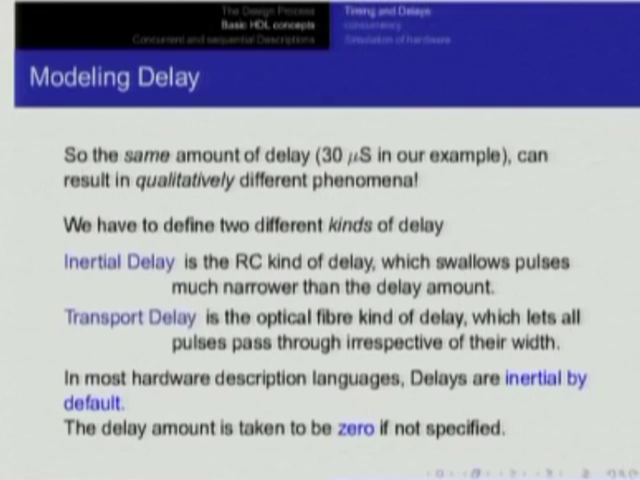 The Design Process
Basic HDL concepts
Concurrent and sequential Descriptions
Timing and Delays
concurrency
Simulation of hardware
Modeling Delay
So the same amount of delay (30 μS in our example), can
result in qualitatively different phenomena!
We have to define two different kinds of delay
Inertial Delay is the RC kind of delay, which swallows pulses
much narrower than the delay amount.
Transport Delay is the optical fibre kind of delay, which lets all
pulses pass through irrespective of their width.
In most hardware description languages, Delays are inertial by
default.
The delay amount is taken to be zero if not specified.